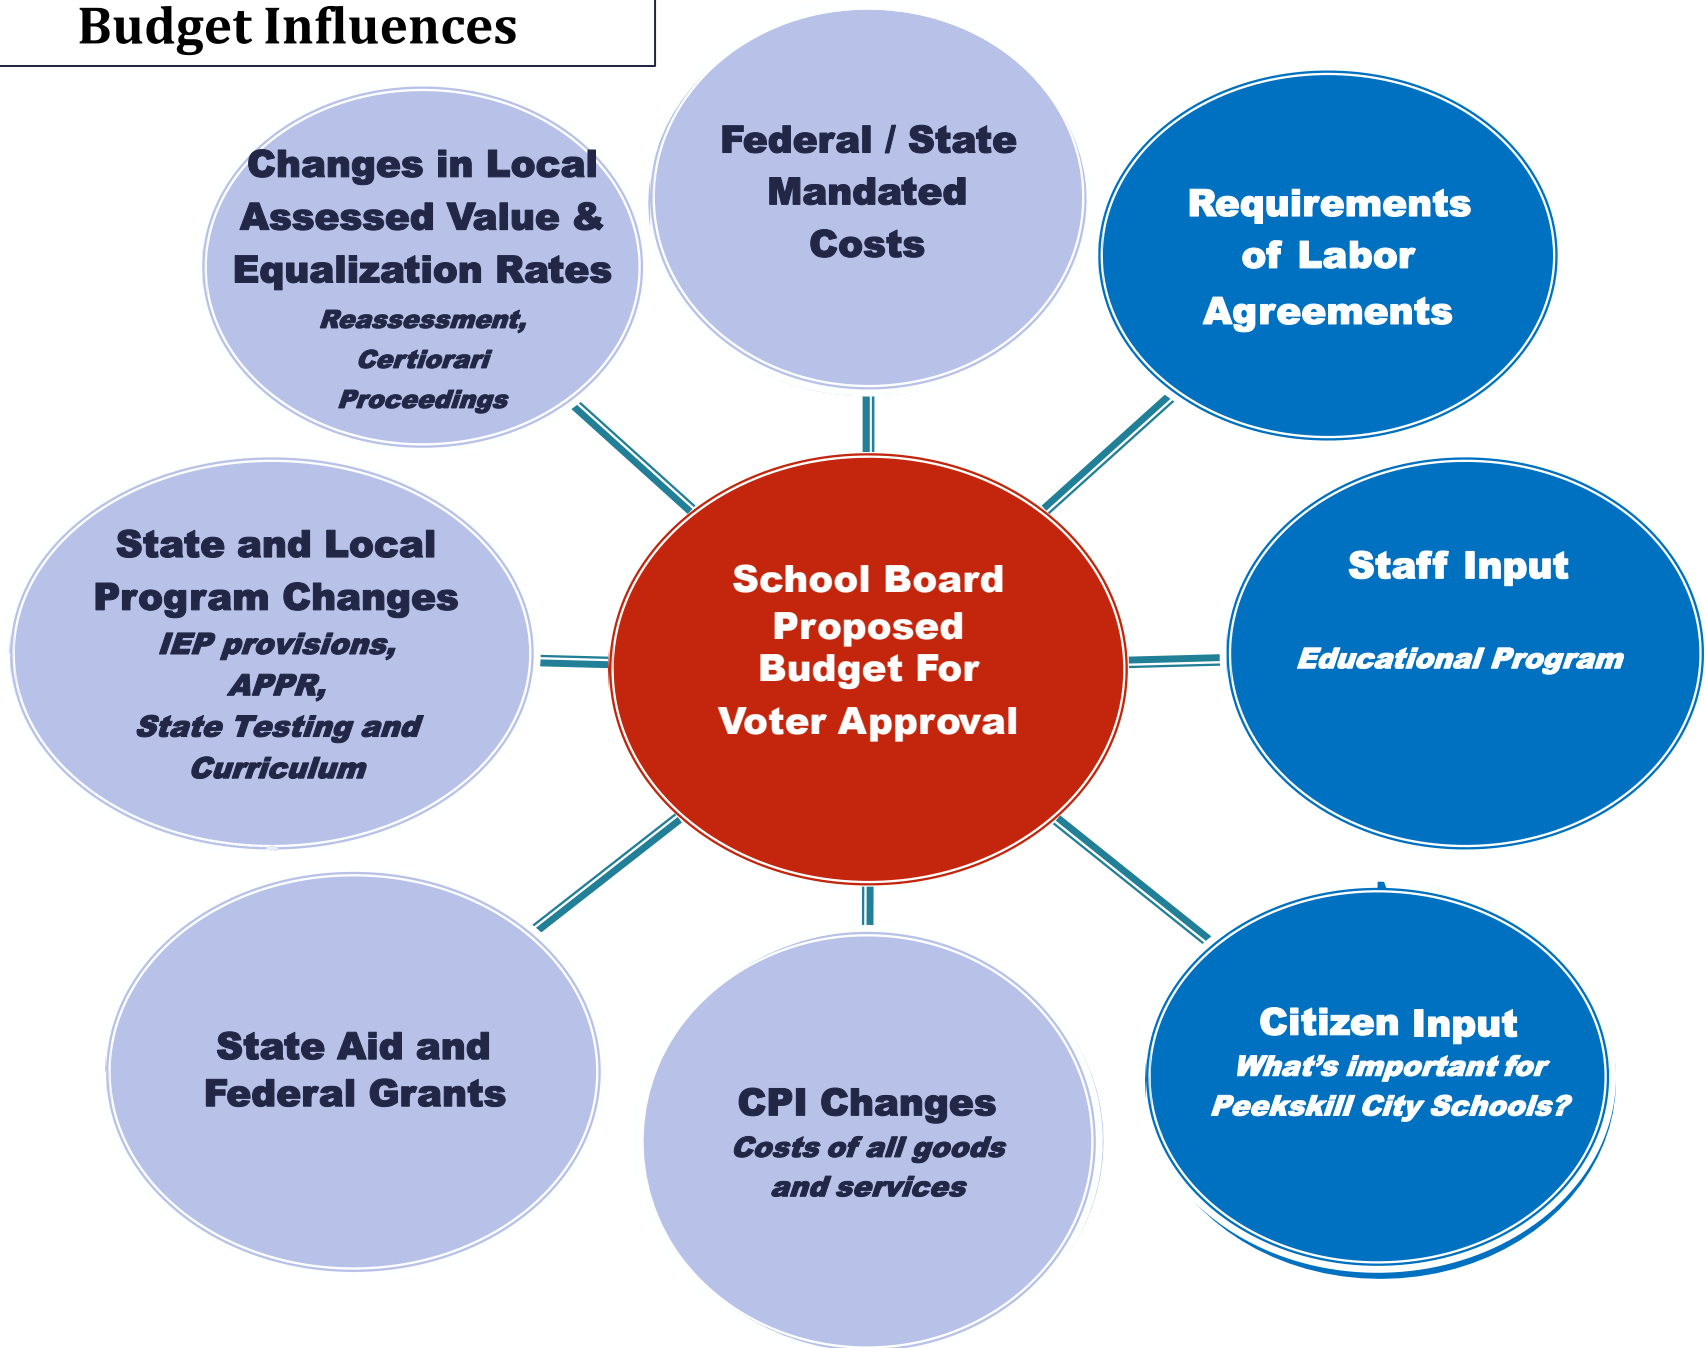 Budget Influences
Federal / State
Mandated
Costs
Changes in Local
Assessed Value &
Equalization Rates
Reassessment,
Certiorari
Proceedings
Requirements
of Labor
Agreements
State and Local
Program Changes
IEP provisions,
APPR,
State Testing and
Curriculum
School Board
Proposed
Budget For
Voter Approval
Staff Input
Educational Program
State Aid and
Federal Grants
CPI Changes
Costs of all goods
and services
Citizen Input
What’s important for
Peekskill City Schools?